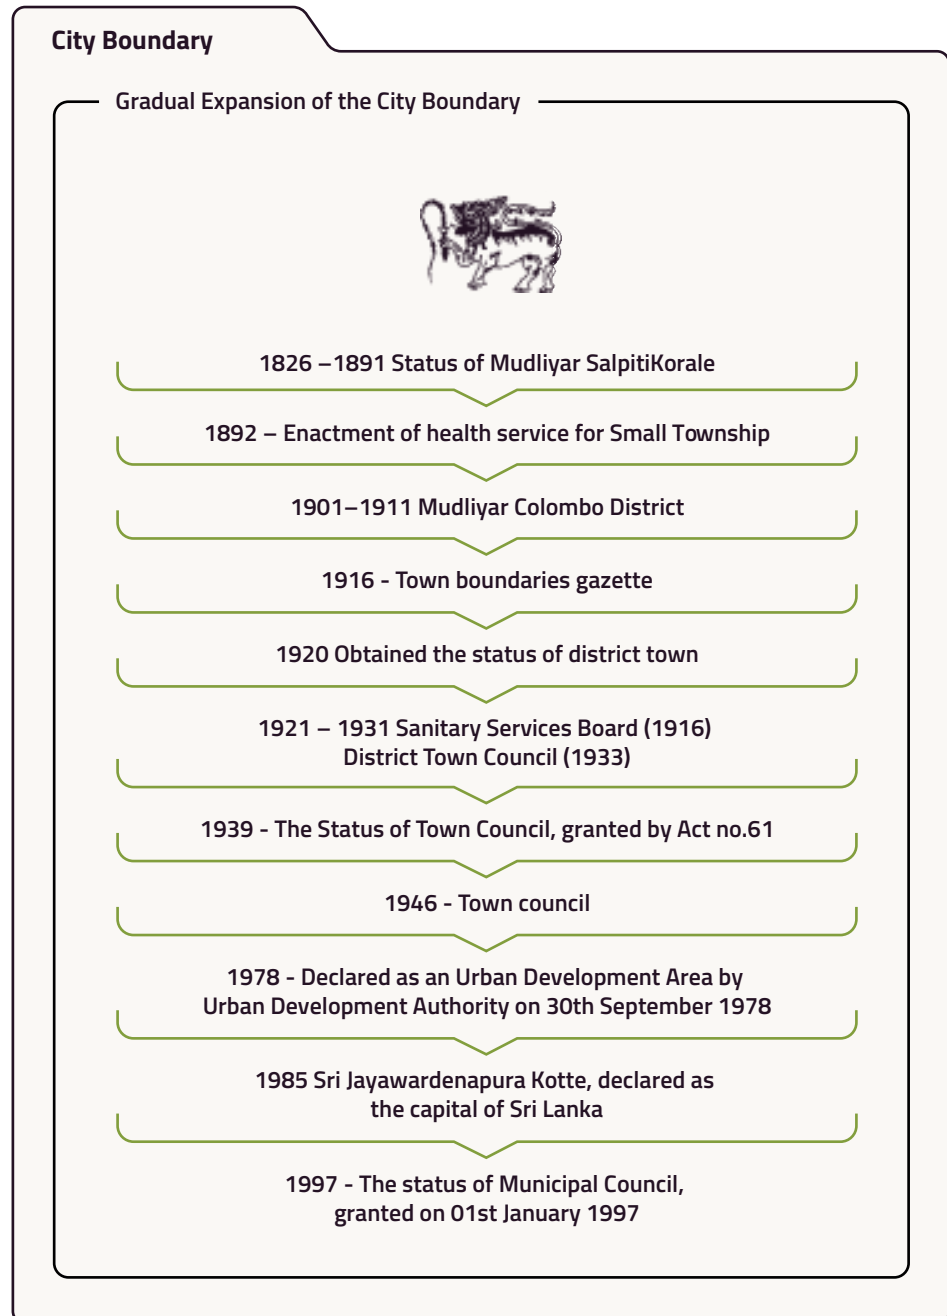 City Boundary
Gradual Expansion of the City Boundary
1826 –1891 Status of Mudliyar SalpitiKorale
1892 – Enactment of health service for Small Township
1901–1911 Mudliyar Colombo District
1916 - Town boundaries gazette
1920 Obtained the status of district town
1921 – 1931 Sanitary Services Board (1916)
District Town Council (1933)
1939 - The Status of Town Council, granted by Act no.61
1946 - Town council
1978 - Declared as an Urban Development Area by
Urban Development Authority on 30th September 1978
1985 Sri Jayawardenapura Kotte, declared as
the capital of Sri Lanka
1997 - The status of Municipal Council,
granted on 01st January 1997